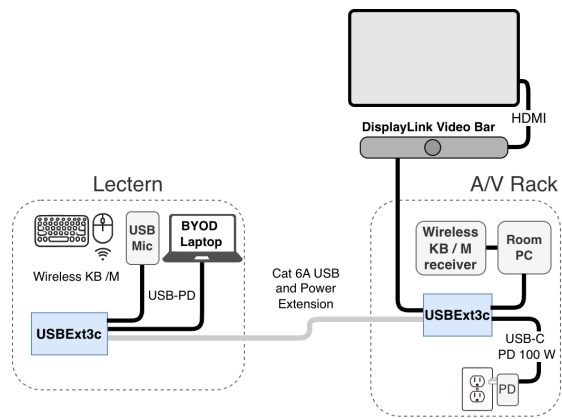 HDMI
DisplayLink Video Bar
Lectern
A/V Rack
USB
Mic
BYOD
Laptop
Wireless KB /M
USB-PD
USBExt3c
Cat 6A USB
and Power
Extension
Wireless
KB / M
receiver
Room
PC
USBExt3c
USB-C
PD 100 W
PD